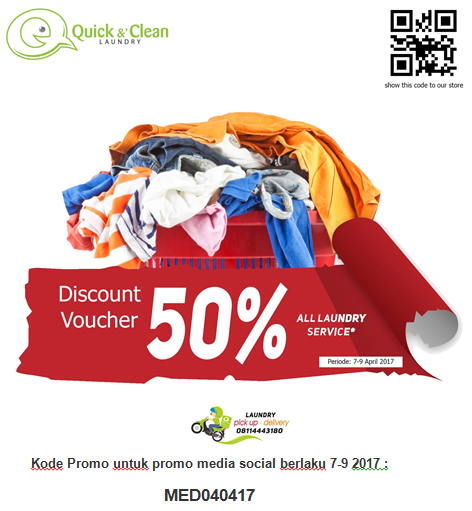 Quick & Clean
LAUNDRY
show this code to our store
Discount
Voucher
50%
ALL LAUNDRY
SERVICE*
Periode: 7-9 April 2017
LAUNDRY
pick up - delivery
08114443180
Kode Promo untuk promo media social berlaku 7-9 2017 :
MED040417